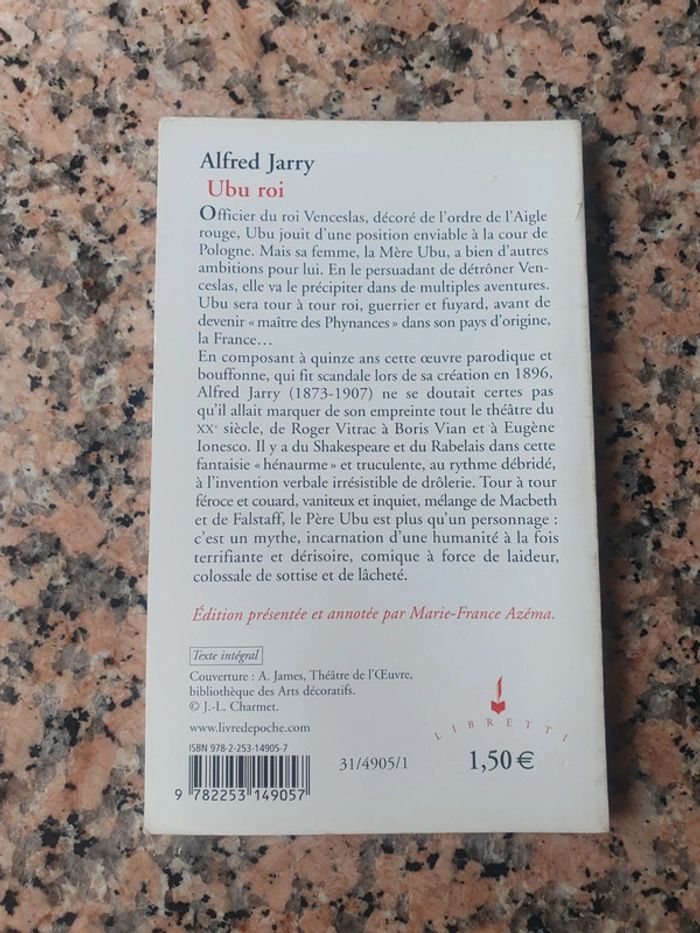 Alfred Jarry
Ubu roi
Officier du roi Venceslas, décoré de l'ordre de l'Aigle
rouge, Ubu jouit d'une position enviable à la cour de
Pologne. Mais sa femme, la Mère Ubu, a bien d'autres
ambitions pour lui. En le persuadant de détrôner Ven-
ceslas, elle va le précipiter dans de multiples aventures.
Ubu sera tour à tour roi, guerrier et fuyard, avant de
devenir « maître des Phynances » dans son pays d'origine,
la France…
En composant à quinze ans cette œuvre parodique et
bouffonne, qui fit scandale lors de sa création en 1896,
Alfred Jarry (1873-1907) ne se doutait certes pas
qu'il allait marquer de son empreinte tout le théâtre du
XXe siècle, de Roger Vitrac à Boris Vian et à Eugène
Ionesco. Il y a du Shakespeare et du Rabelais dans cette
fantaisie « hénaurme » et truculente, au rythme débridé,
à l'invention verbale irrésistible de drôlerie. Tour à tour
féroce et couard, vaniteux et inquiet, mélange de Macbeth
et de Falstaff, le Père Ubu est plus qu'un personnage :
c'est un mythe, incarnation d'une humanité à la fois
terrifiante et dérisoire, comique à force de laideur,
colossale de sottise et de lâcheté.
Édition présentée et annotée par Marie-France Azéma.
Texte intégral
Couverture : A. James, Théâtre de l'Œuvre,
bibliothèque des Arts décoratifs.
© J.-L. Charmet.
www.livredepoche.com
LIBRETTI
ISBN 978-2-253-14905-7
31/4905/1
1,50 €
9 782253 149057